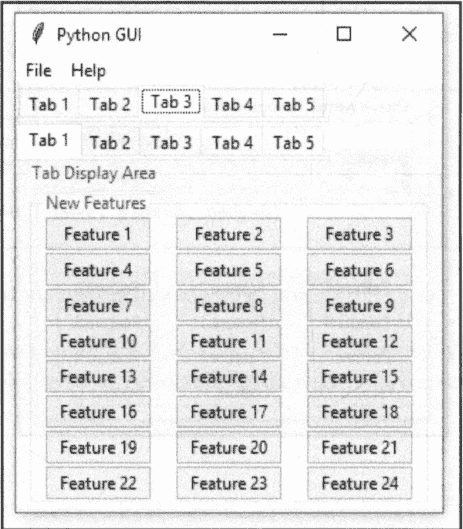 Python GUI
File Help
Tab 1 Tab 2 Tab 3 Tab 4 Tab 5
Tab 1 Tab 2 Tab 3 Tab 4 Tab 5
Tab Display Area
New Features
Feature 1 Feature 2 Feature 3
Feature 4 Feature 5 Feature 6
Feature 7 Feature 8 Feature 9
Feature 10 Feature 11 Feature 12
Feature 13 Feature 14 Feature 15
Feature 16 Feature 17 Feature 18
Feature 19 Feature 20 Feature 21
Feature 22 Feature 23 Feature 24